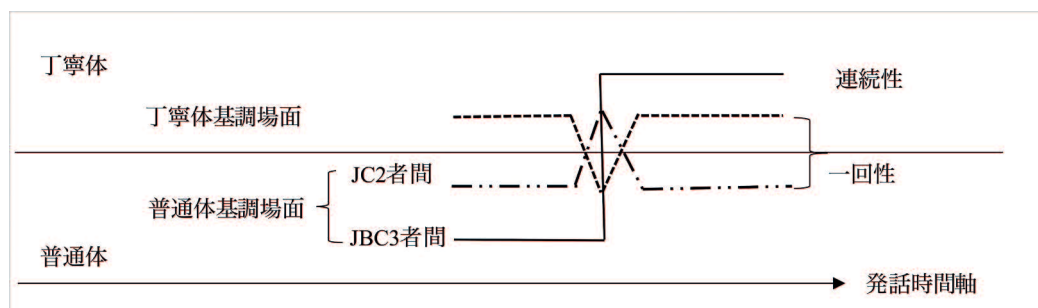 丁寧体
連続性
丁寧体基調場面
JC2者間
一回性
普通体基調場面
JBC3者間
普通体
発話時間軸